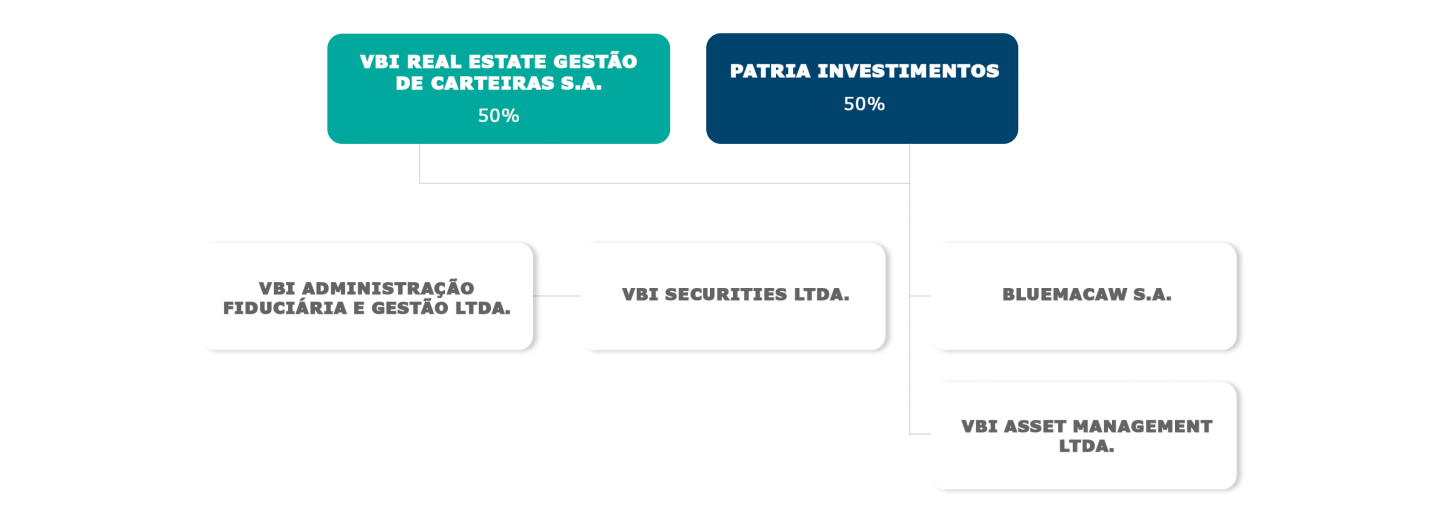 VBI REAL ESTATE GESTÃO
DE CARTEIRAS S.A.
50%
PATRIA INVESTIMENTOS
50%
VBI ADMINISTRAÇÃO
FIDUCIÁRIA E GESTÃO LTDA.
VBI SECURITIES LTDA.
BLUEMACAW S.A.
VBI ASSET MANAGEMENT
LTDA.